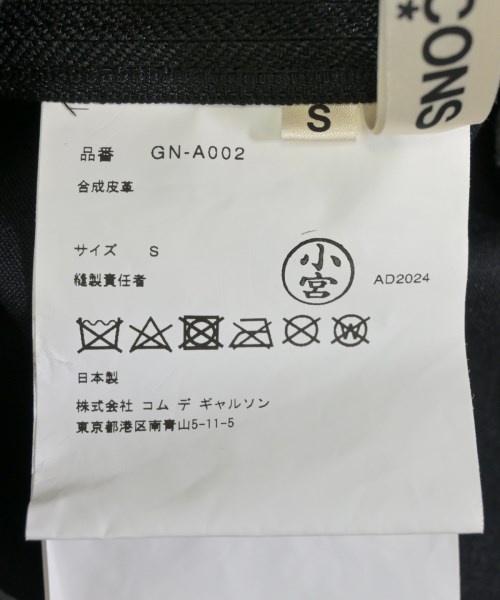 CONS
*
S
品番 GN-A002
合成皮革
サイズ S
縫製責任者
小宮
AD2024
W
日本製
株式会社 コム デ ギャルソン
東京都港区南青山5-11-5